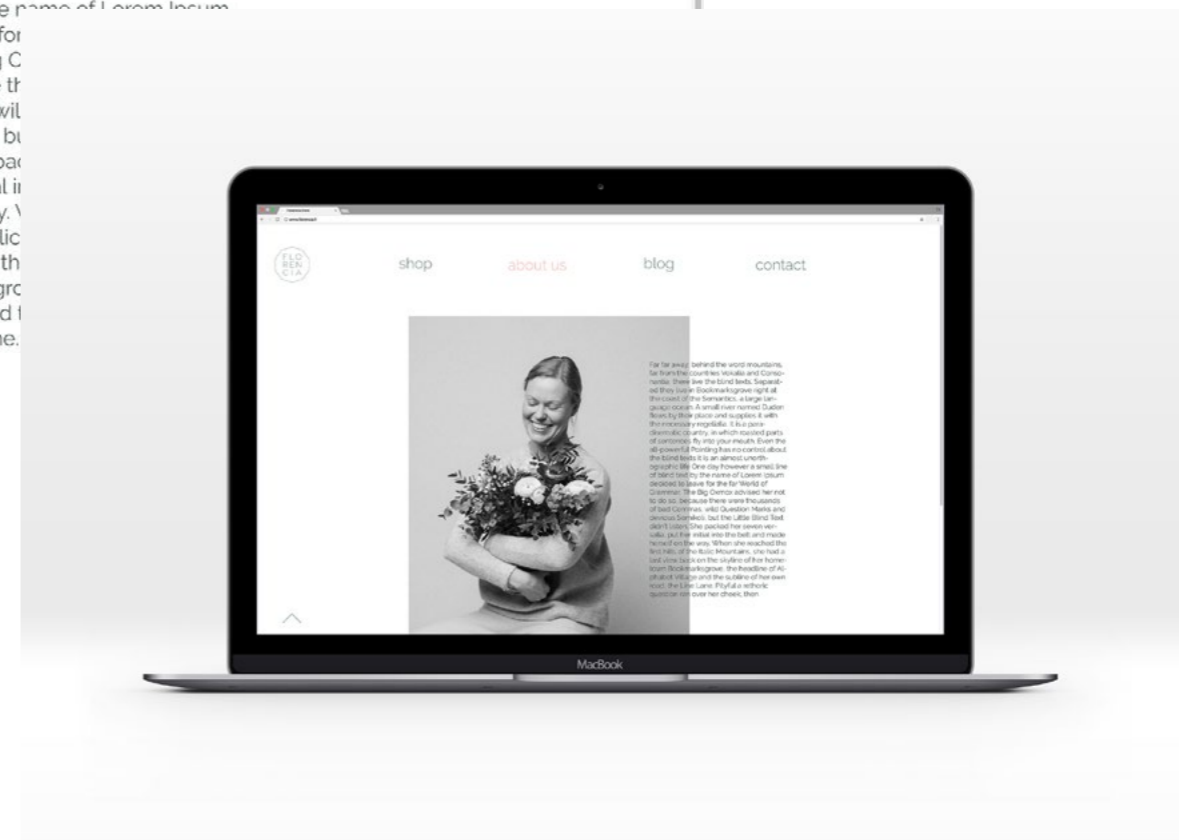 e name of Lorem Ipsum
for
g C
e th
wil
bu
pac
l in
y. V
lic
th
gro
d t
ne.
FLO
REN
CIA
shop
about us
blog
contact
Far far away, behind the word mountains,
far from the countries Vokalia and Conso-
nantia, there live the blind texts. Separat-
ed they live in Bookmarksgrove right at
the coast of the Semantics, a large lan-
guage ocean. A small river named Duden
flows by their place and supplies it with
the necessary regelialia. It is a para-
disematic country, in which roasted parts
of sentences fly into your mouth. Even the
all-powerful Pointing has no control about
the blind texts it is an almost unorth-
ographic life One day however a small line
of blind text by the name of Lorem Ipsum
decided to leave for the far World of
Grammar. The Big Oxmox advised her not
to do so, because there were thousands
of bad Commas, wild Question Marks and
devious Semikoli, but the Little Blind Text
didn't listen. She packed her seven ver-
salia, put her initial into the belt and made
herself on the way. When she reached the
first hills of the Italic Mountains, she had a
last view back on the skyline of her home-
town Bookmarksgrove, the headline of Al-
phabet Village and the subline of her own
road, the Line Lane. Pityful a rethoric
question ran over her cheek, then
MacBook